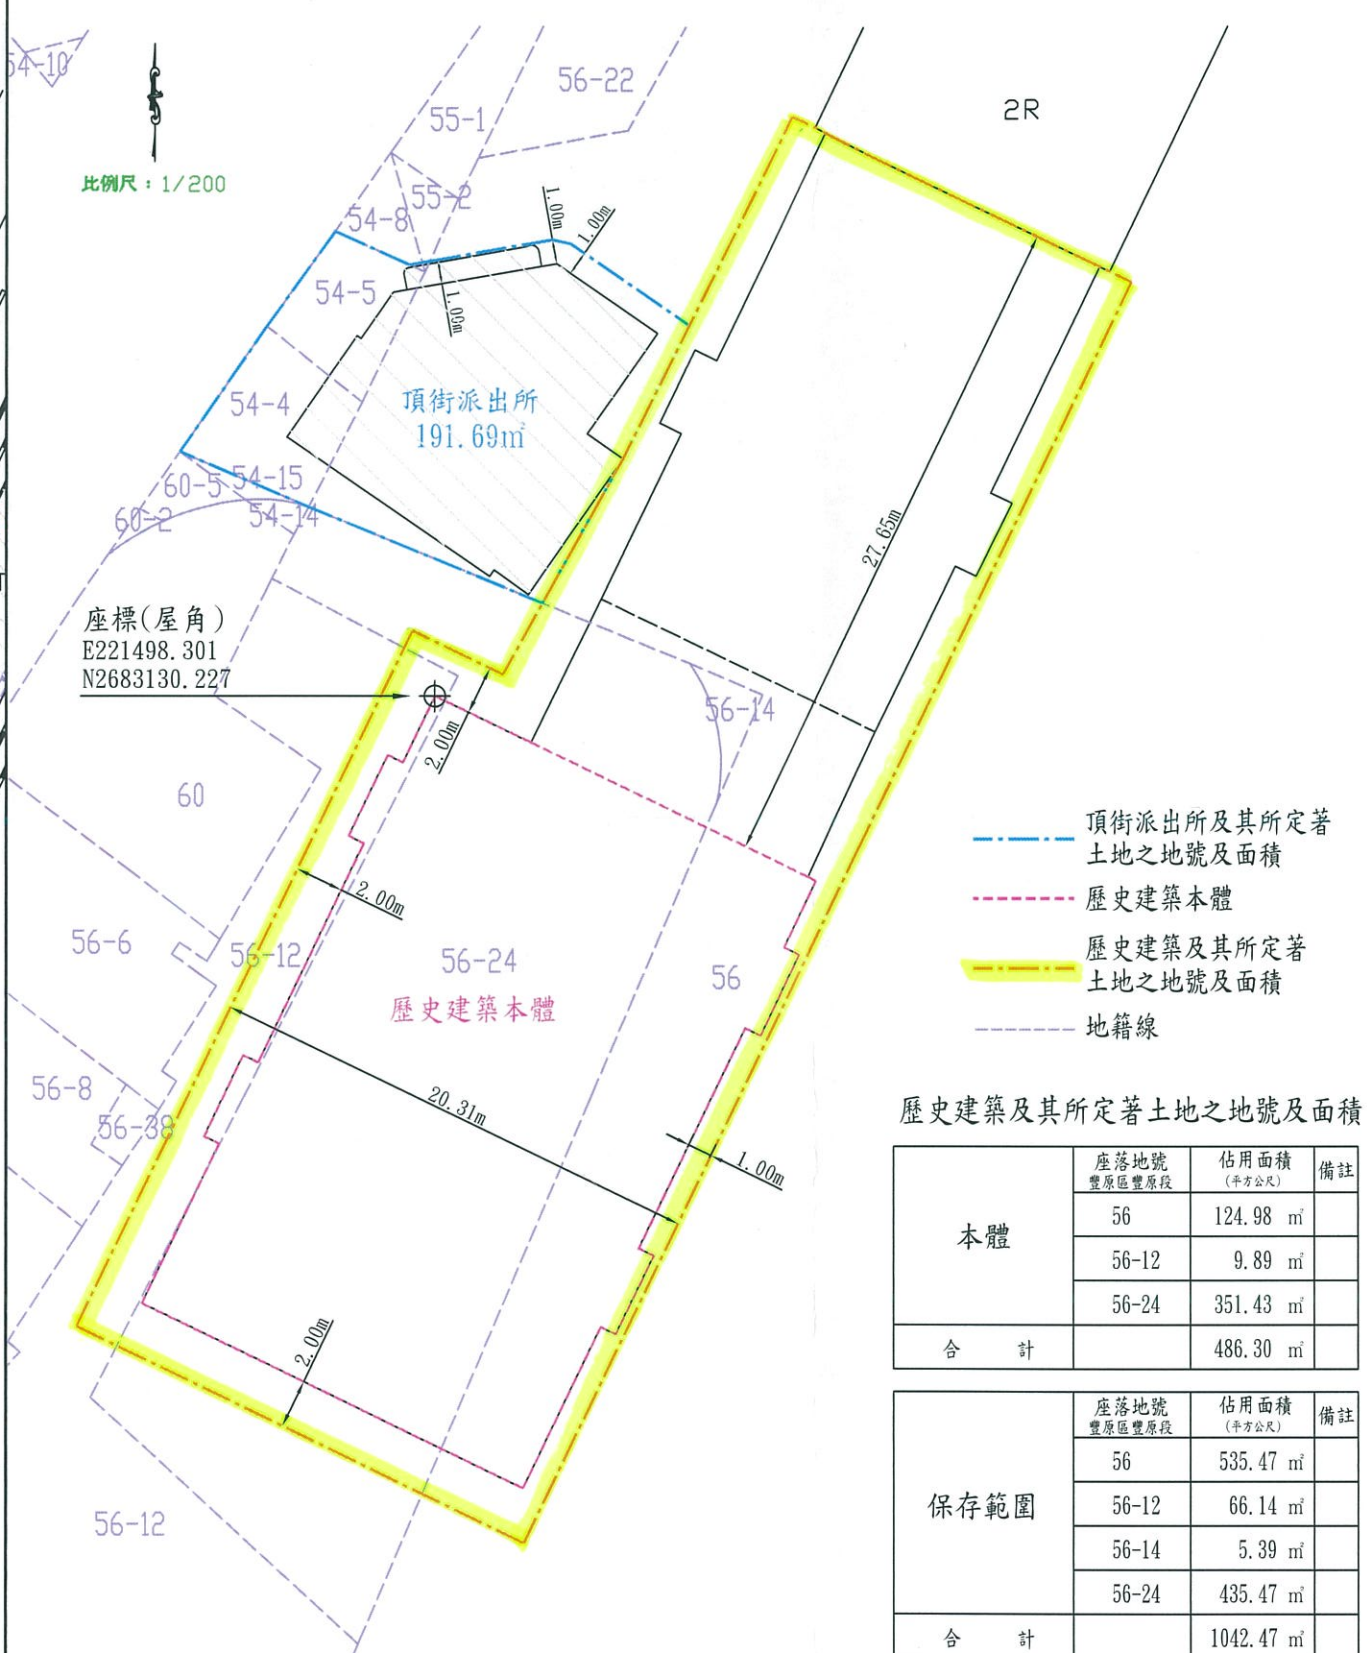 54-10
56-22
2R
55-1
比例尺：1/200
55-2
54-8
1.00m
1.00m
54-5
1.00m
54-4
頂街派出所
191.69㎡
60-5
54-15
60-2
54-14
27.65m
座標(屋角)
E221498.301
N2683130.227
56-14
2.00m
60
頂街派出所及其所定著
土地之地號及面積
歷史建築本體
歷史建築及其所定著
土地之地號及面積
地籍線
2.00m
56-6
56-12
56-24
歷史建築本體
56
56-8
56-38
20.31m
1.00m
2.00m
56-12
歷史建築及其所定著土地之地號及面積
本體
座落地號 佔用面積 備註
豐原區豐原段 (平方公尺)
56 124.98 ㎡
56-12 9.89 ㎡
56-24 351.43 ㎡
合 計 486.30 ㎡
保存範圍
座落地號 佔用面積 備註
豐原區豐原段 (平方公尺)
56 535.47 ㎡
56-12 66.14 ㎡
56-14 5.39 ㎡
56-24 435.47 ㎡
合 計 1042.47 ㎡